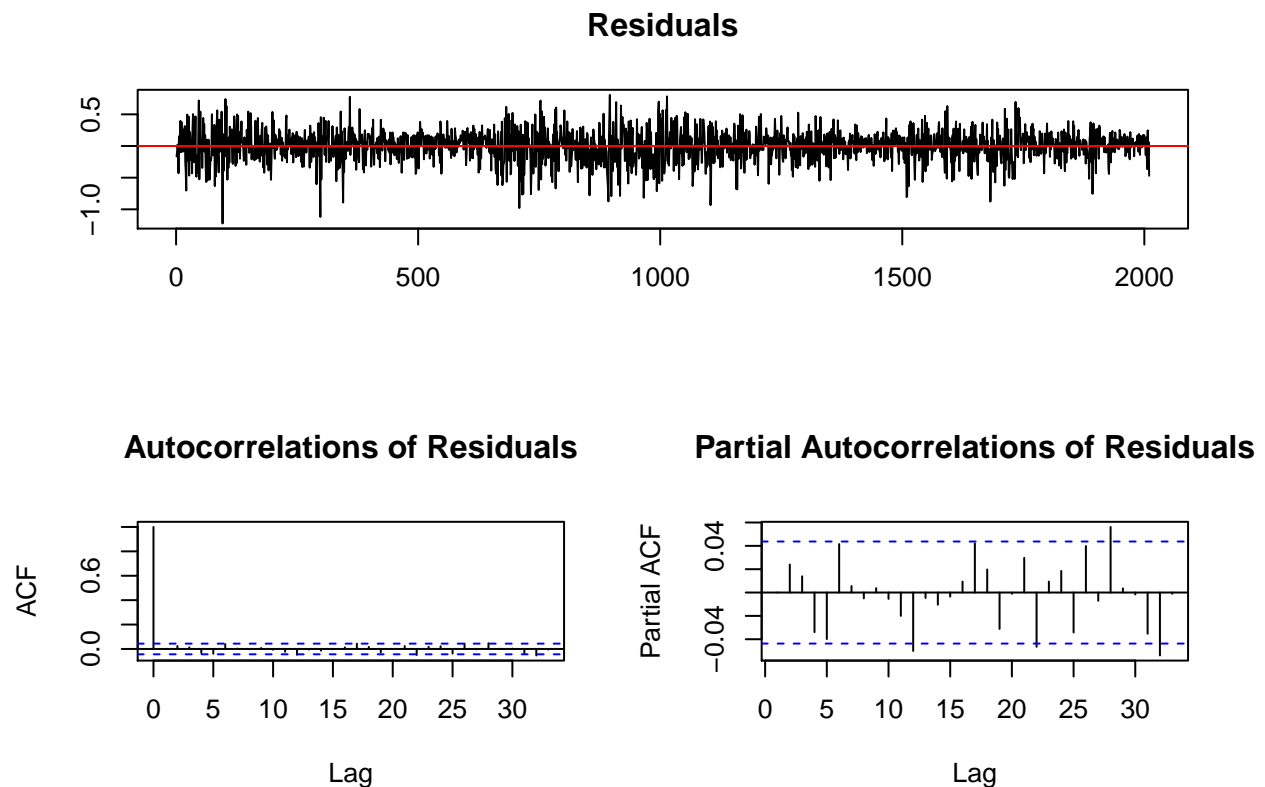 Residuals
0.5
−1.0
0 500 1000 1500 2000
Autocorrelations of Residuals
ACF
0.6
0.0
0 5 10 15 20 25 30
Lag
Partial Autocorrelations of Residuals
Partial ACF
0.04
−0.04
0 5 10 15 20 25 30
Lag